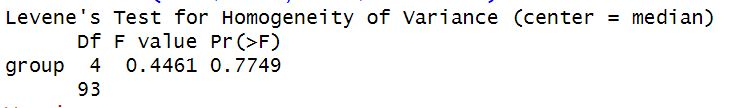 Levene's Test for Homogeneity of Variance (center = median)
Df F value Pr(>F)
group 4 0.4461 0.7749
93